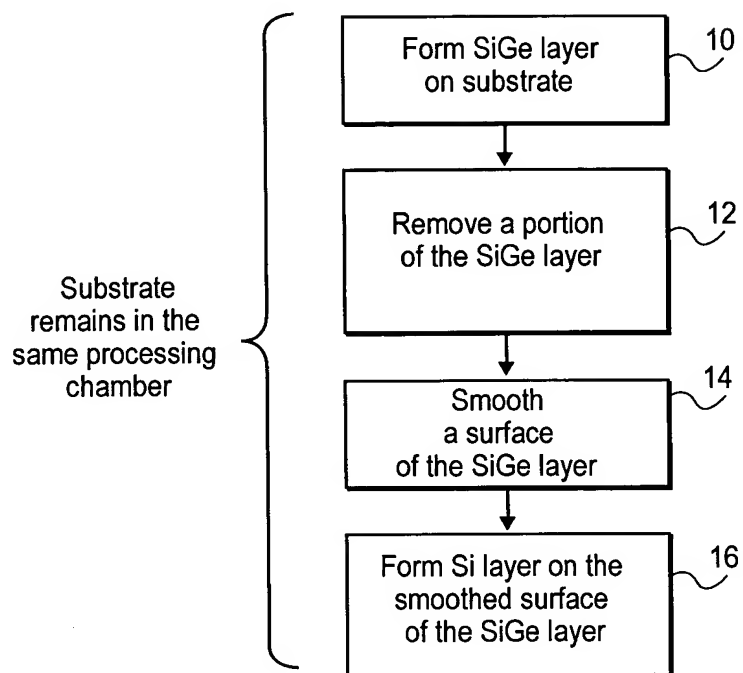 Form SiGe layer
on substrate
10
Remove a portion
of the SiGe layer
12
Substrate
remains in the
same processing
chamber
Smooth
a surface
of the SiGe layer
14
Form Si layer on the
smoothed surface
of the SiGe layer
16